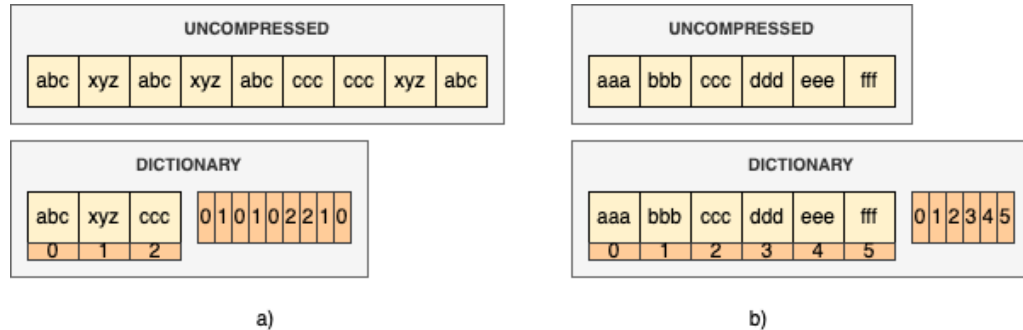 UNCOMPRESSED
abc xyz abc xyz abc ccc ccc xyz abc
DICTIONARY
abc xyz ccc 0 1 0 1 0 2 2 1 0
0 1 2
a)
UNCOMPRESSED
aaa bbb ccc ddd eee fff
DICTIONARY
aaa bbb ccc ddd eee fff 0 1 2 3 4 5
0 1 2 3 4 5
b)